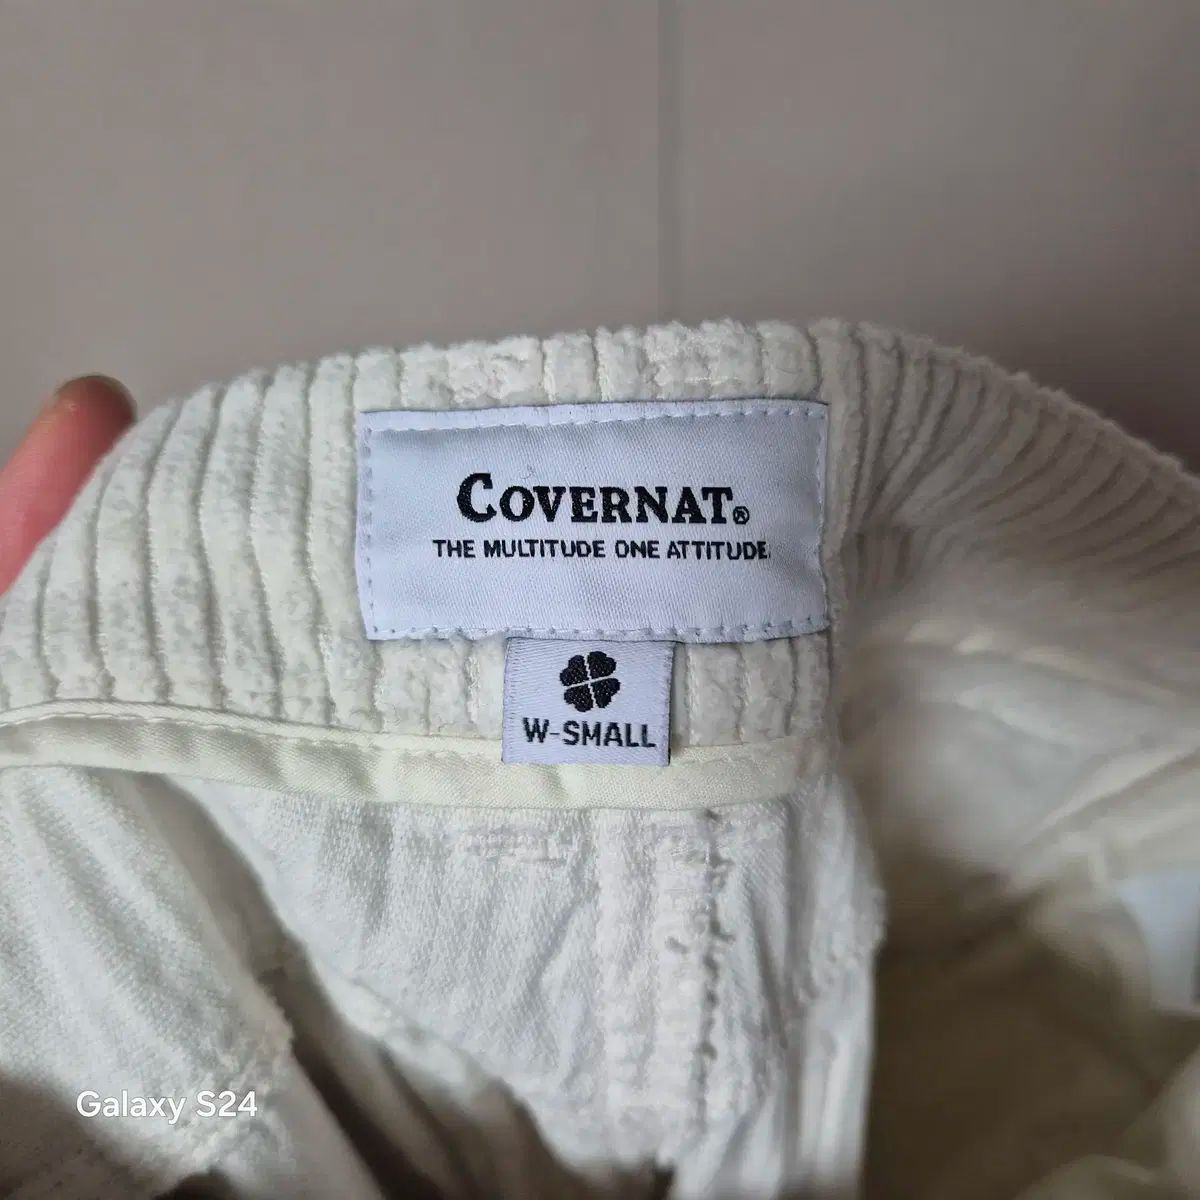 COVERNAT®
THE MULTITUDE ONE ATTITUDE.
W-SMALL
Galaxy S24